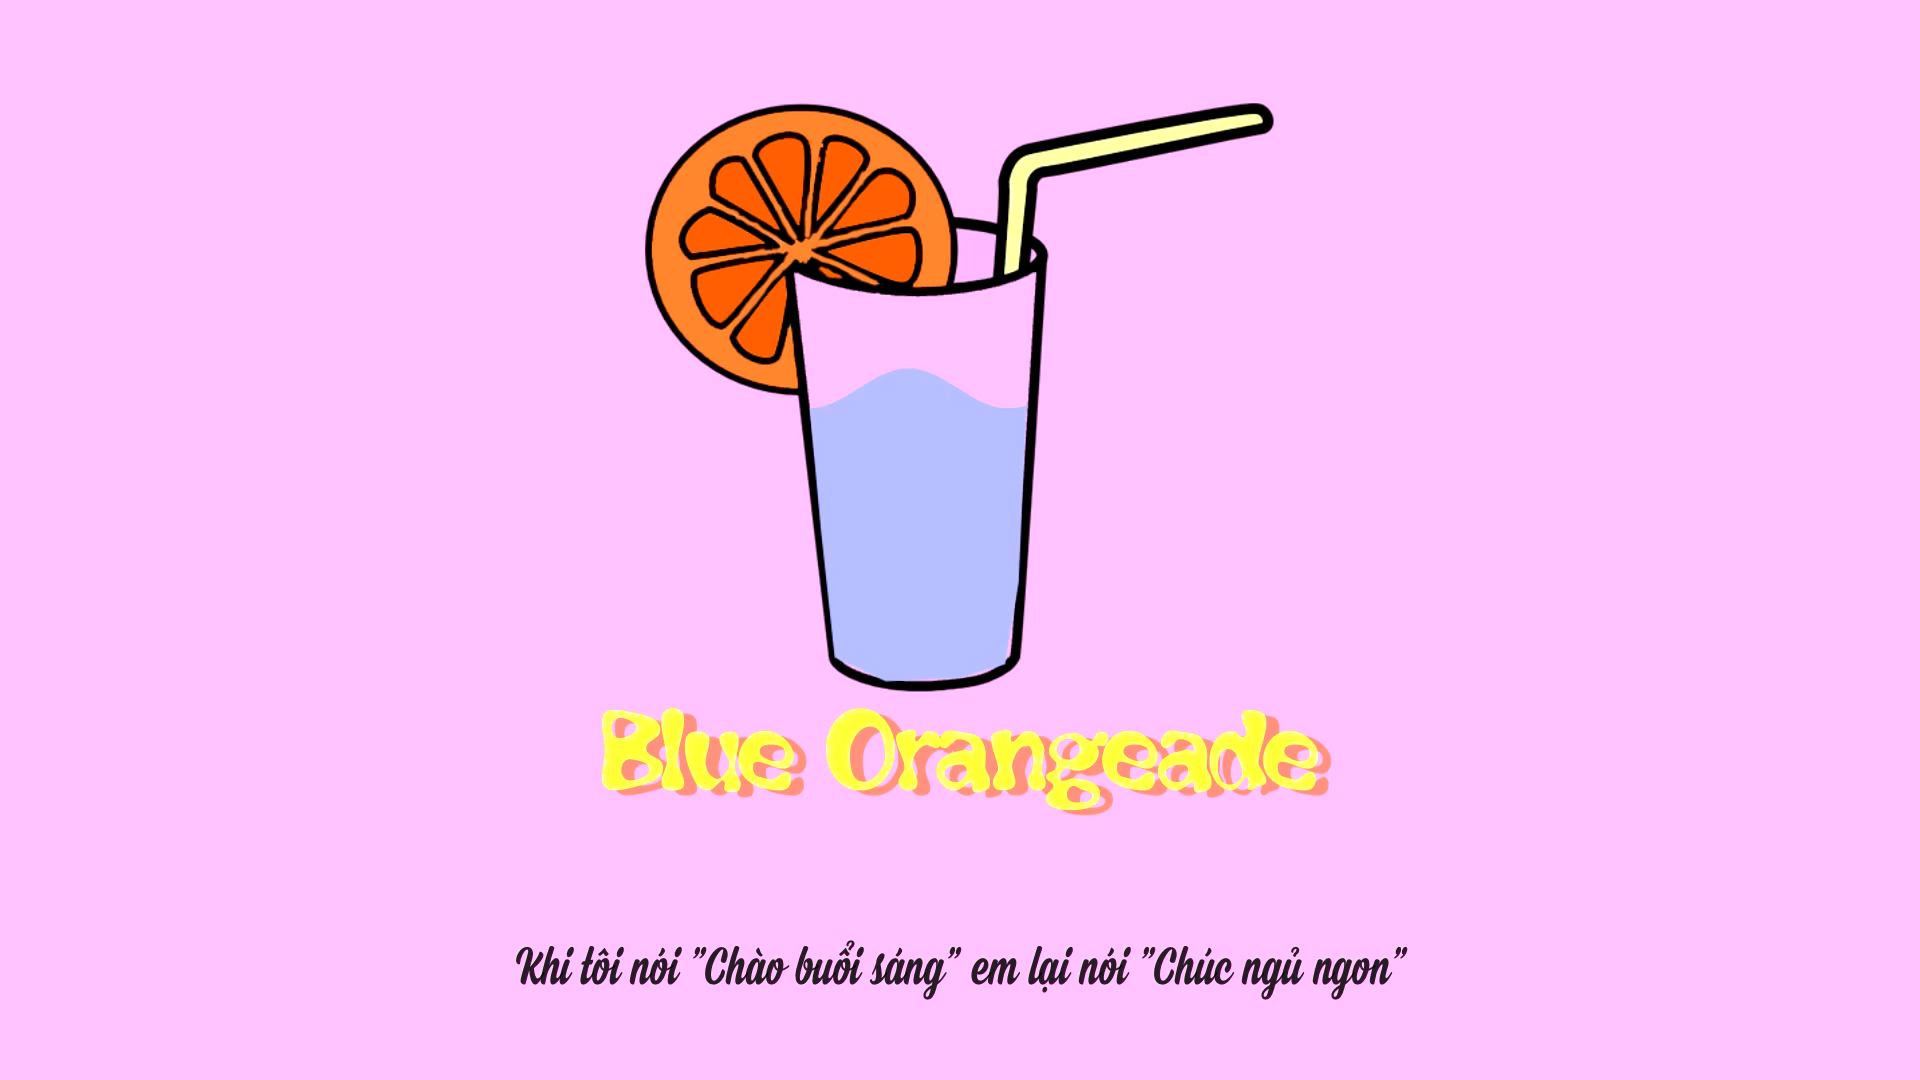 Blue Orangeade
Khi tôi nói "Chào buổi sáng" em lại nói "Chúc ngủ ngon"